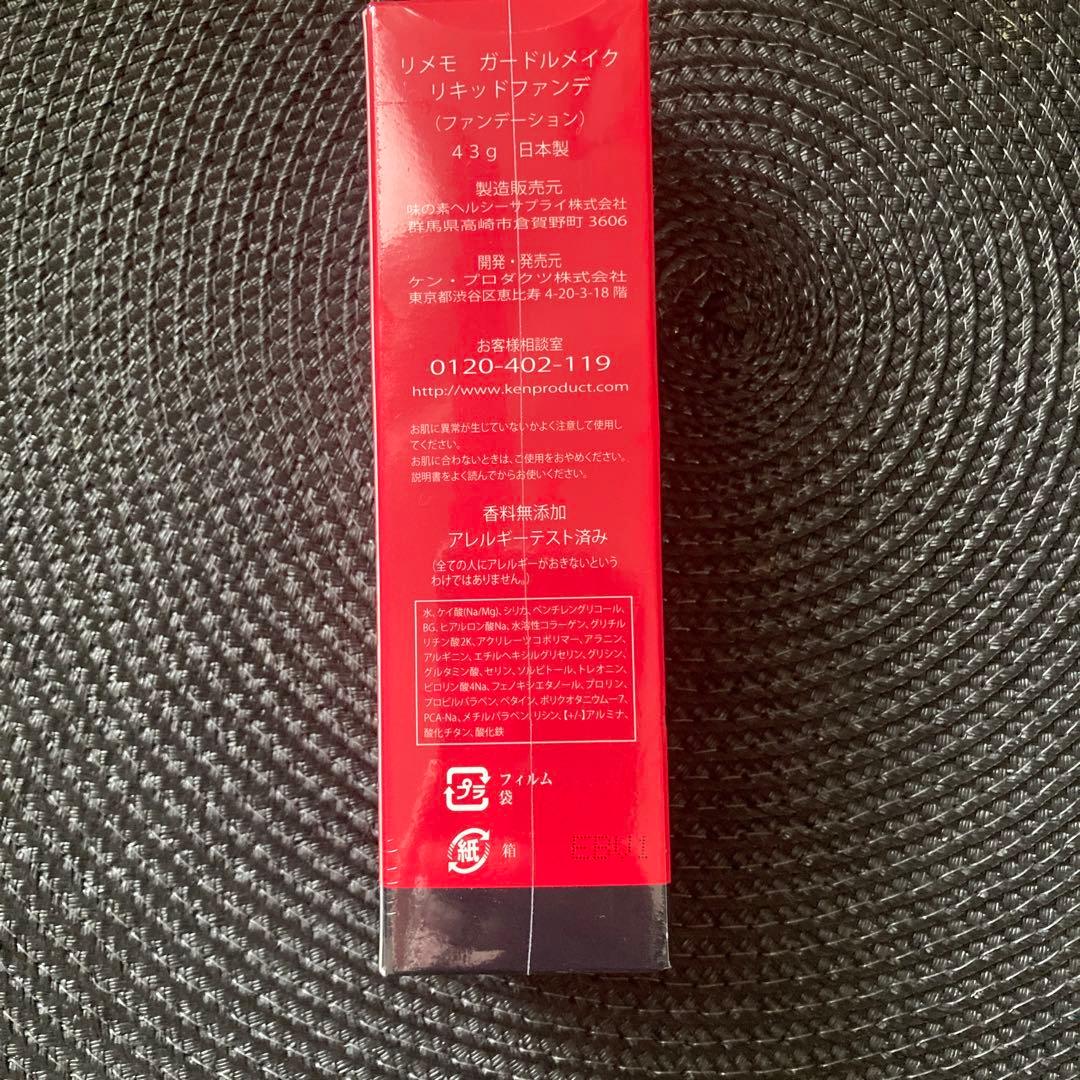 リメモ　ガードルメイク
リキッドファンデ
（ファンデーション）
４３ｇ　日本製
製造販売元
味の素ヘルシーサプライ株式会社
群馬県高崎市倉賀野町 3606
開発・発売元
ケン・プロダクツ株式会社
東京都渋谷区恵比寿 4-20-3-18 階
お客様相談室
0120-402-119
http://www.kenproduct.com
お肌に異常が生じていないかよく注意して使用し
てください。
お肌に合わないときは、ご使用をおやめください。
説明書をよく読んでからお使いください。
香料無添加
アレルギーテスト済み
（全ての人にアレルギーがおきないという
わけではありません。）
水、ケイ酸(Na/Mg)、シリカ、ペンチレングリコール、
BG、ヒアルロン酸Na、水溶性コラーゲン、グリチル
リチン酸2K、アクリレーツコポリマー、アラニン、
アルギニン、エチルヘキシルグリセリン、グリシン、
グルタミン酸、セリン、ソルビトール、トレオニン、
ピロリン酸4Na、フェノキシエタノール、プロリン、
プロピルパラベン、ベタイン、ポリクオタニウムー7、
PCA-Na、メチルパラベン、リシン、【+/-】アルミナ、
酸化チタン、酸化鉄
プラ フィルム
袋
紙 箱